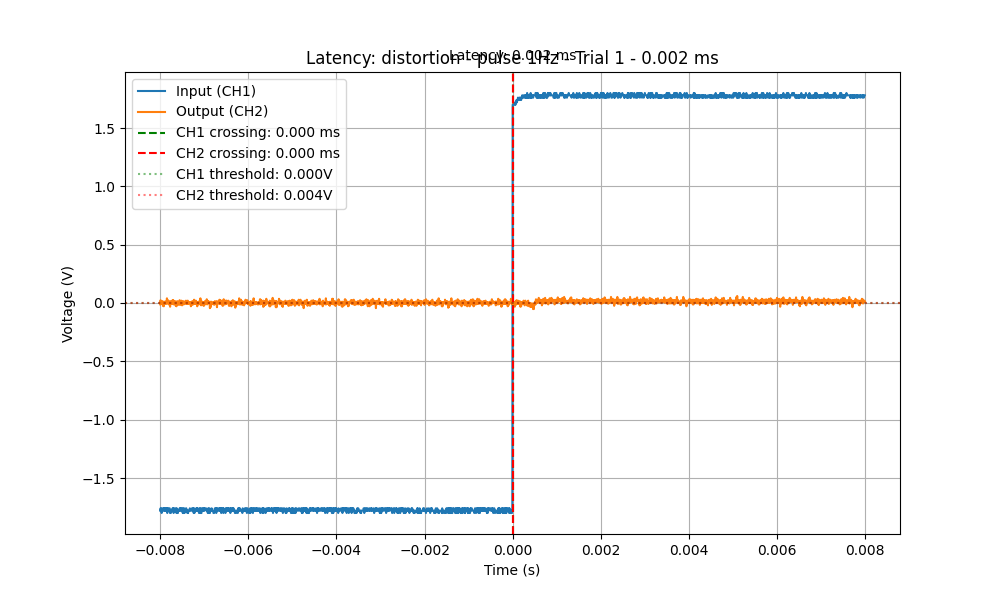 Latency: 0.002 ms
Latency: distortion - pulse 1Hz - Trial 1 - 0.002 ms
Input (CH1)
Output (CH2)
CH1 crossing: 0.000 ms
CH2 crossing: 0.000 ms
CH1 threshold: 0.000V
CH2 threshold: 0.004V
Voltage (V)
1.5
1.0
0.5
0.0
−0.5
−1.0
−1.5
−0.008 −0.006 −0.004 −0.002 0.000 0.002 0.004 0.006 0.008
Time (s)